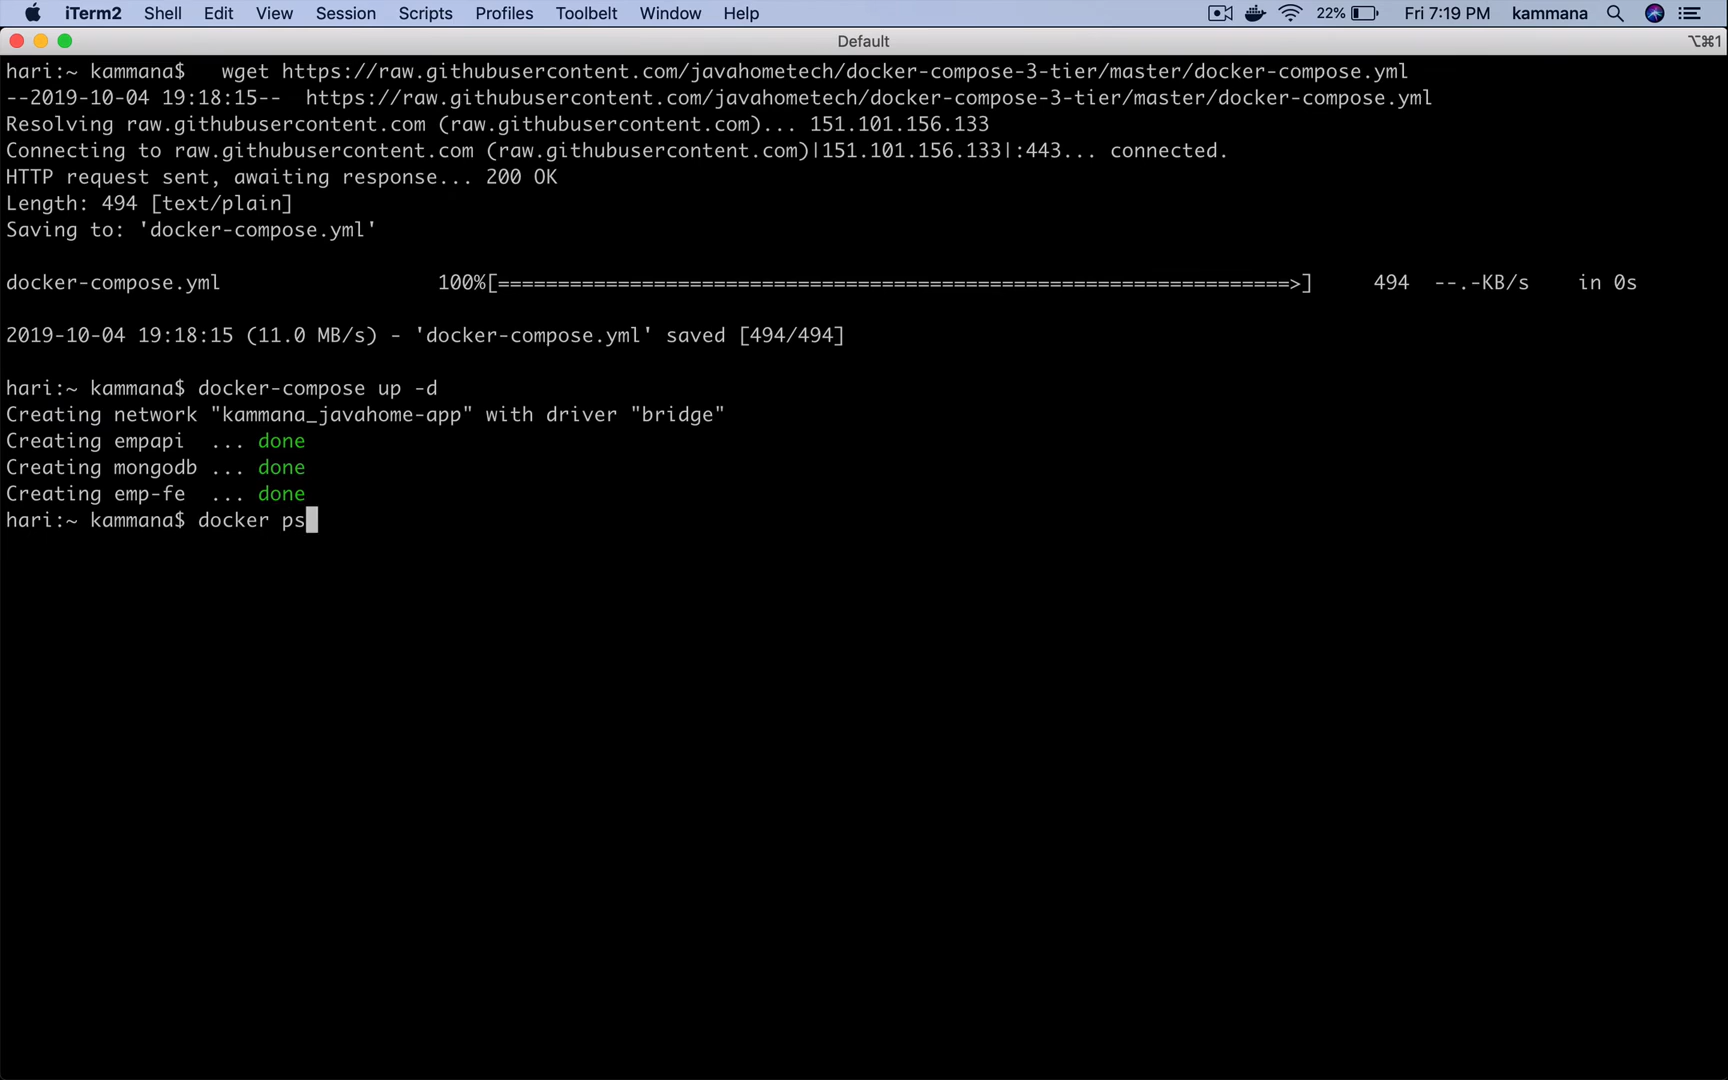 iTerm2 Shell Edit View Session Scripts Profiles Toolbelt Window Help 22% Fri 7:19 PM kammana
Default ⌥⌘1
hari:~ kammana$   wget https://raw.githubusercontent.com/javahometech/docker-compose-3-tier/master/docker-compose.yml
--2019-10-04 19:18:15--  https://raw.githubusercontent.com/javahometech/docker-compose-3-tier/master/docker-compose.yml
Resolving raw.githubusercontent.com (raw.githubusercontent.com)... 151.101.156.133
Connecting to raw.githubusercontent.com (raw.githubusercontent.com)|151.101.156.133|:443... connected.
HTTP request sent, awaiting response... 200 OK
Length: 494 [text/plain]
Saving to: 'docker-compose.yml'
docker-compose.yml                  100%[==================================================================>]     494  --.-KB/s    in 0s
2019-10-04 19:18:15 (11.0 MB/s) - 'docker-compose.yml' saved [494/494]
hari:~ kammana$ docker-compose up -d
Creating network "kammana_javahome-app" with driver "bridge"
Creating empapi  ... done
Creating mongodb ... done
Creating emp-fe  ... done
hari:~ kammana$ docker ps